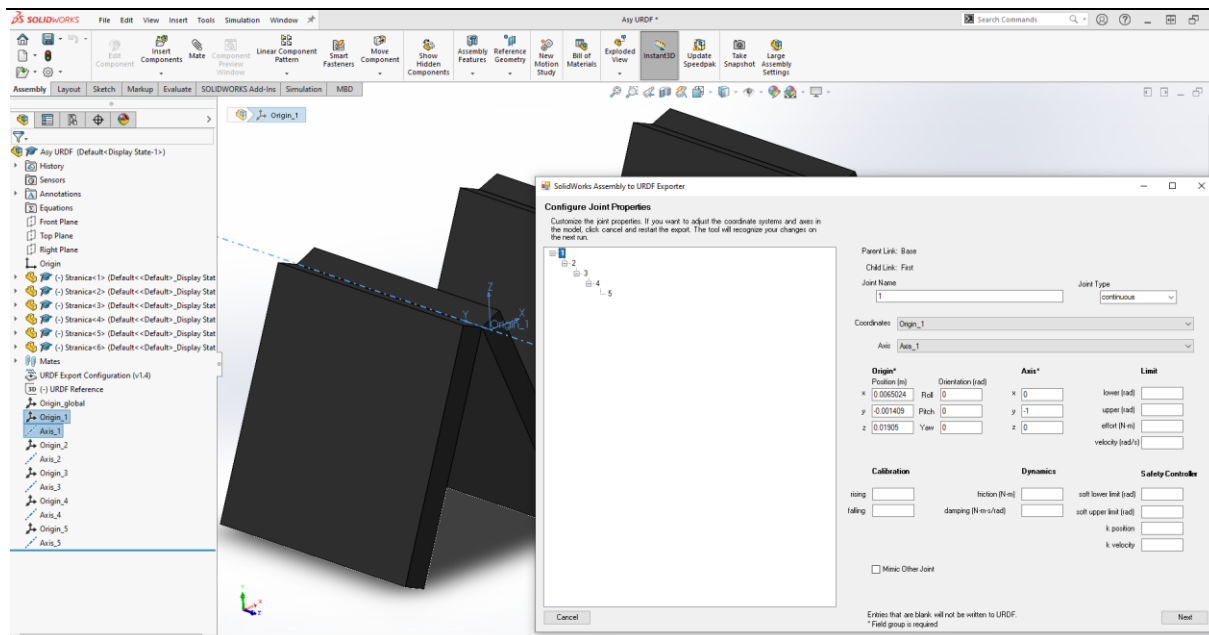 SOLIDWORKS File Edit View Insert Tools Simulation Window Asy URDF * Search Commands
Edit Component
Insert Components
Mate
Component Preview Window
Linear Component Pattern
Smart Fasteners
Move Component
Show Hidden Components
Assembly Features
Reference Geometry
New Motion Study
Bill of Materials
Exploded View
Instant3D
Update Speedpak
Take Snapshot
Large Assembly Settings
Assembly Layout Sketch Markup Evaluate SOLIDWORKS Add-Ins Simulation MBD
Origin_1
Asy URDF (Default<Display State-1>)
History
Sensors
Annotations
Equations
Front Plane
Top Plane
Right Plane
Origin
(-) Stranica<1> (Default<<Default>_Display Stat
(-) Stranica<2> (Default<<Default>_Display Stat
(-) Stranica<3> (Default<<Default>_Display Stat
(-) Stranica<4> (Default<<Default>_Display Stat
(-) Stranica<5> (Default<<Default>_Display Stat
(-) Stranica<6> (Default<<Default>_Display Stat
Mates
URDF Export Configuration (v1.4)
3D (-) URDF Reference
Origin_global
Origin_1
Axis_1
Origin_2
Axis_2
Origin_3
Axis_3
Origin_4
Axis_4
Origin_5
Axis_5
Z
Y
X
Origin_1
SolidWorks Assembly to URDF Exporter
Configure Joint Properties
Customize the joint properties. If you want to adjust the coordinate systems and axes in
the model, click cancel and restart the export. The tool will recognize your changes on
the next run.
1
2
3
4
5
Parent Link: Base
Child Link: First
Joint Name Joint Type
1 continuous
Coordinates Origin_1
Axis Axis_1
Origin* Axis* Limit
Position (m) Orientation (rad)
x 0.0065024 Roll 0 x 0 lower (rad)
y -0.001409 Pitch 0 y -1 upper (rad)
z 0.01905 Yaw 0 z 0 effort (N-m)
velocity (rad/s)
Calibration Dynamics Safety Controller
rising friction (N-m) soft lower limit (rad)
falling damping (N-m-s/rad) soft upper limit (rad)
k position
k velocity
Mimic Other Joint
Entries that are blank will not be written to URDF.
* Field group is required
Cancel Next